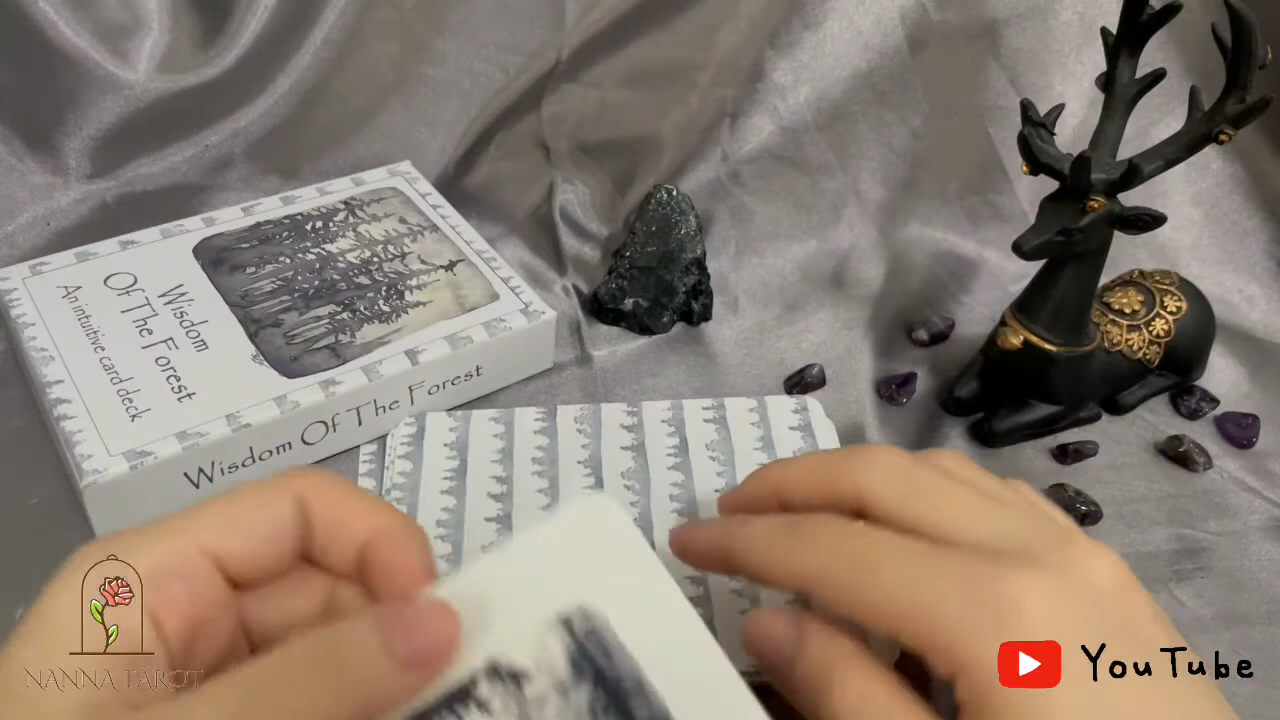 Wisdom
Of The Forest
An intuitive card deck
Wisdom Of The Forest
NANNA TAROT
YouTube